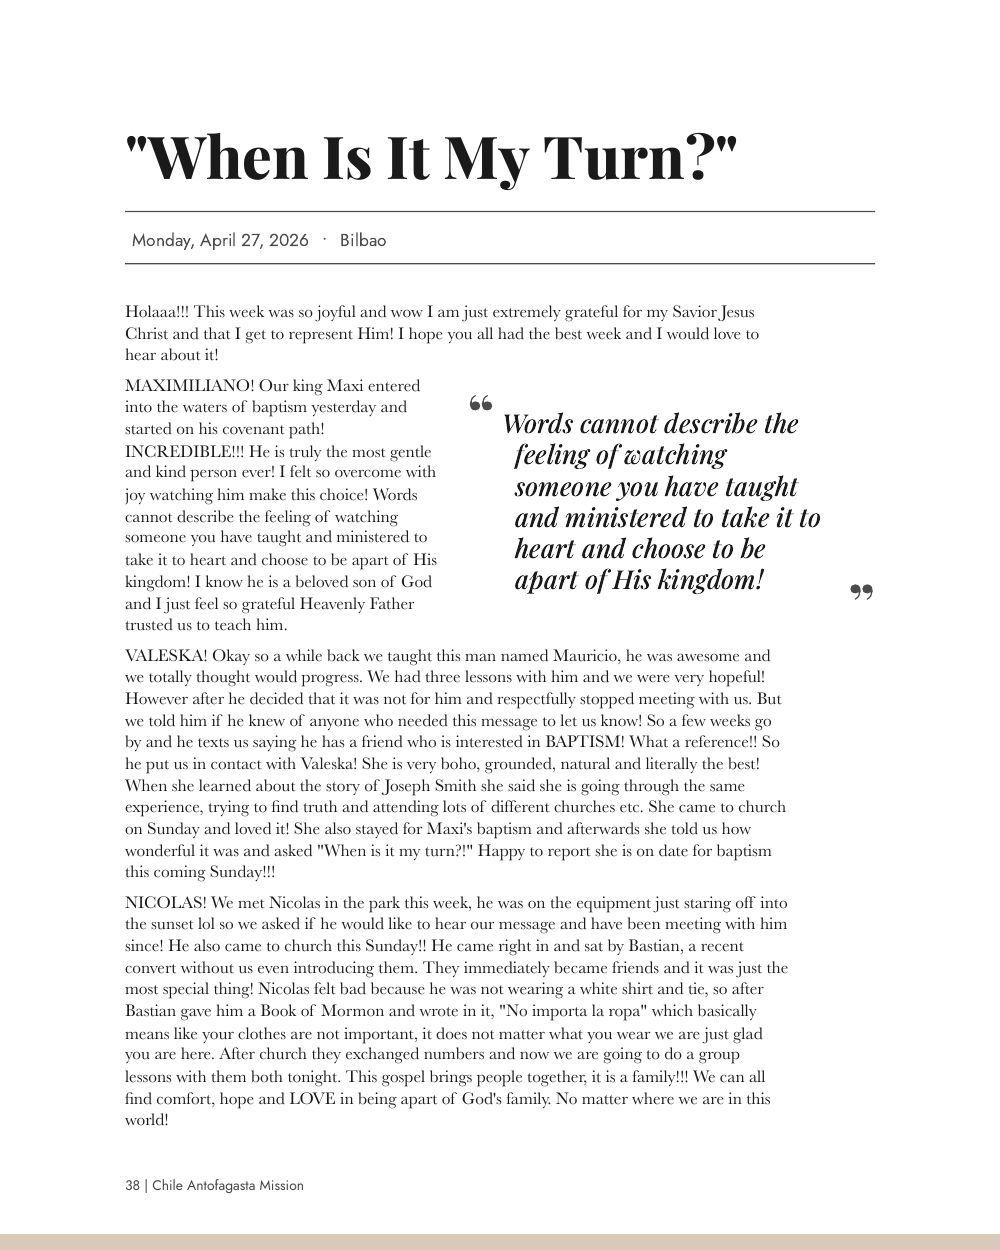 "When Is It My Turn?"
Monday, April 27, 2026 · Bilbao
Holaaa!!! This week was so joyful and wow I am just extremely grateful for my Savior Jesus
Christ and that I get to represent Him! I hope you all had the best week and I would love to
hear about it!
MAXIMILIANO! Our king Maxi entered
into the waters of baptism yesterday and
started on his covenant path!
INCREDIBLE!!! He is truly the most gentle
and kind person ever! I felt so overcome with
joy watching him make this choice! Words
cannot describe the feeling of watching
someone you have taught and ministered to
take it to heart and choose to be apart of His
kingdom! I know he is a beloved son of God
and I just feel so grateful Heavenly Father
trusted us to teach him.
“Words cannot describe the
feeling of watching
someone you have taught
and ministered to take it to
heart and choose to be
apart of His kingdom!”
VALESKA! Okay so a while back we taught this man named Mauricio, he was awesome and
we totally thought would progress. We had three lessons with him and we were very hopeful!
However after he decided that it was not for him and respectfully stopped meeting with us. But
we told him if he knew of anyone who needed this message to let us know! So a few weeks go
by and he texts us saying he has a friend who is interested in BAPTISM! What a reference!! So
he put us in contact with Valeska! She is very boho, grounded, natural and literally the best!
When she learned about the story of Joseph Smith she said she is going through the same
experience, trying to find truth and attending lots of different churches etc. She came to church
on Sunday and loved it! She also stayed for Maxi's baptism and afterwards she told us how
wonderful it was and asked "When is it my turn?!" Happy to report she is on date for baptism
this coming Sunday!!!
NICOLAS! We met Nicolas in the park this week, he was on the equipment just staring off into
the sunset lol so we asked if he would like to hear our message and have been meeting with him
since! He also came to church this Sunday!! He came right in and sat by Bastian, a recent
convert without us even introducing them. They immediately became friends and it was just the
most special thing! Nicolas felt bad because he was not wearing a white shirt and tie, so after
Bastian gave him a Book of Mormon and wrote in it, "No importa la ropa" which basically
means like your clothes are not important, it does not matter what you wear we are just glad
you are here. After church they exchanged numbers and now we are going to do a group
lessons with them both tonight. This gospel brings people together, it is a family!!! We can all
find comfort, hope and LOVE in being apart of God's family. No matter where we are in this
world!
38 | Chile Antofagasta Mission